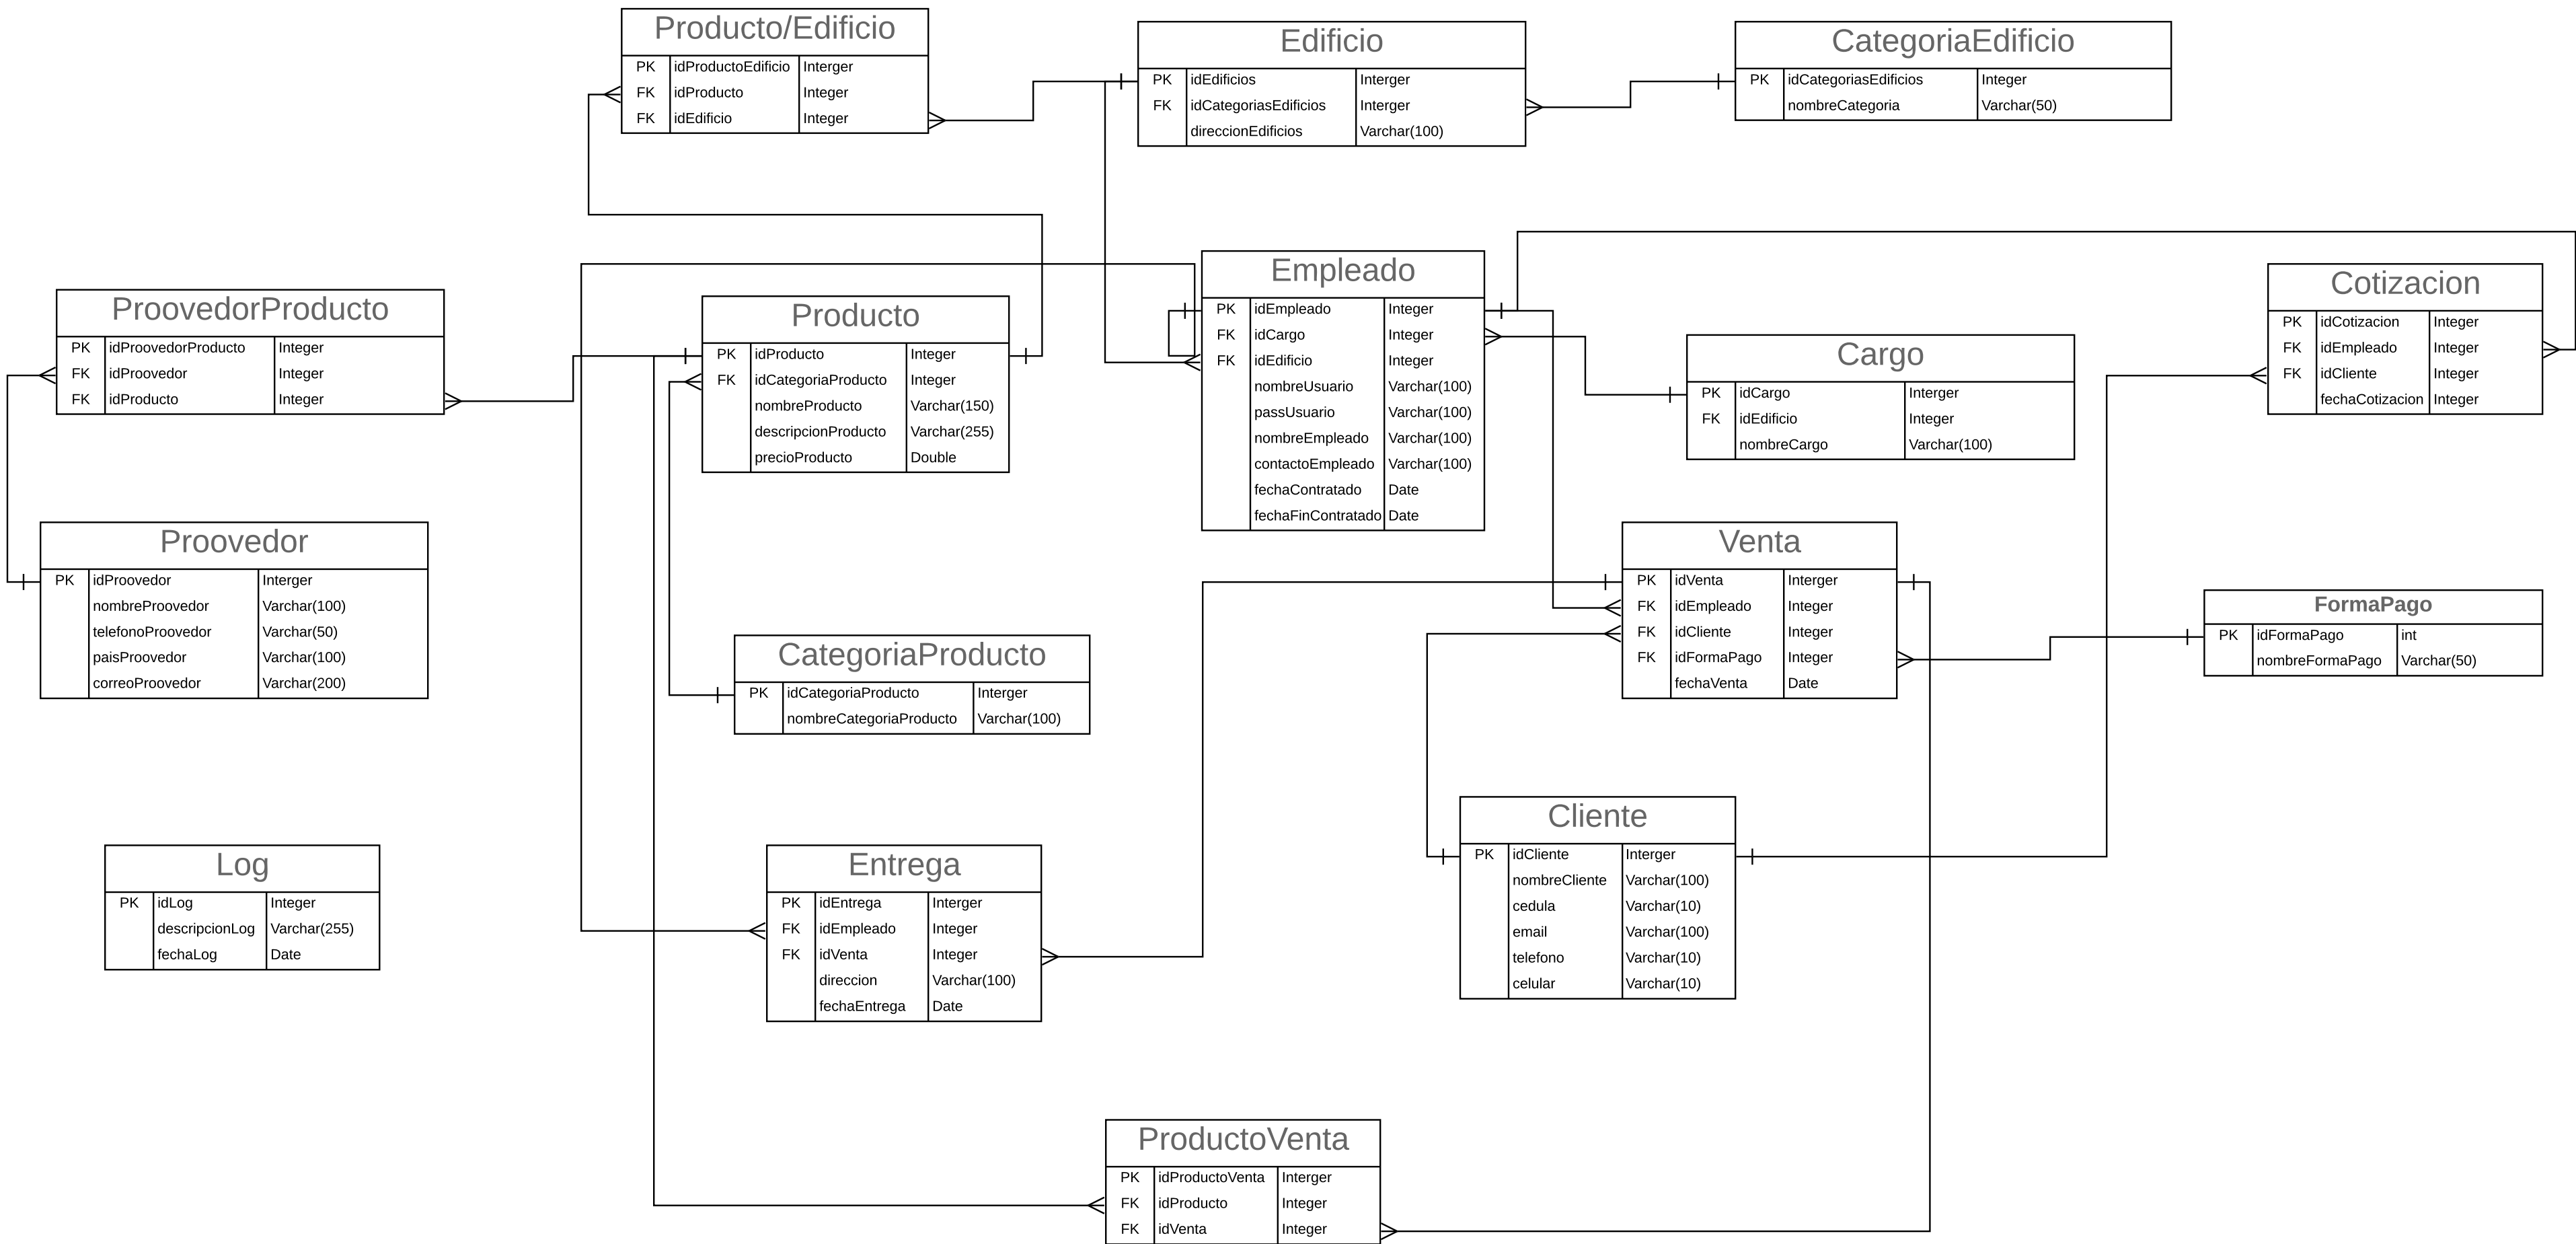 Producto/Edificio
PK idProductoEdificio Interger
FK idProducto Integer
FK idEdificio Integer
Edificio
PK idEdificios Interger
FK idCategoriasEdificios Interger
direccionEdificios Varchar(100)
CategoriaEdificio
PK idCategoriasEdificios Integer
nombreCategoria Varchar(50)
ProovedorProducto
PK idProovedorProducto Integer
FK idProovedor Integer
FK idProducto Integer
Producto
PK idProducto Integer
FK idCategoriaProducto Integer
nombreProducto Varchar(150)
descripcionProducto Varchar(255)
precioProducto Double
Empleado
PK idEmpleado Integer
FK idCargo Integer
FK idEdificio Integer
nombreUsuario Varchar(100)
passUsuario Varchar(100)
nombreEmpleado Varchar(100)
contactoEmpleado Varchar(100)
fechaContratado Date
fechaFinContratado Date
Cargo
PK idCargo Interger
FK idEdificio Integer
nombreCargo Varchar(100)
Cotizacion
PK idCotizacion Integer
FK idEmpleado Integer
FK idCliente Integer
fechaCotizacion Integer
Proovedor
PK idProovedor Interger
nombreProovedor Varchar(100)
telefonoProovedor Varchar(50)
paisProovedor Varchar(100)
correoProovedor Varchar(200)
CategoriaProducto
PK idCategoriaProducto Interger
nombreCategoriaProducto Varchar(100)
Venta
PK idVenta Interger
FK idEmpleado Integer
FK idCliente Integer
FK idFormaPago Integer
fechaVenta Date
FormaPago
PK idFormaPago int
nombreFormaPago Varchar(50)
Log
PK idLog Integer
descripcionLog Varchar(255)
fechaLog Date
Entrega
PK idEntrega Interger
FK idEmpleado Integer
FK idVenta Integer
direccion Varchar(100)
fechaEntrega Date
Cliente
PK idCliente Interger
nombreCliente Varchar(100)
cedula Varchar(10)
email Varchar(100)
telefono Varchar(10)
celular Varchar(10)
ProductoVenta
PK idProductoVenta Interger
FK idProducto Integer
FK idVenta Integer